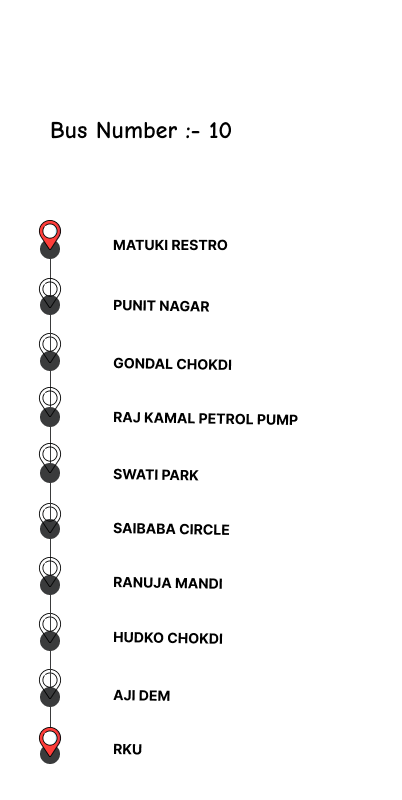 Bus Number :- 10
MATUKI RESTRO
PUNIT NAGAR
GONDAL CHOKDI
RAJ KAMAL PETROL PUMP
SWATI PARK
SAIBABA CIRCLE
RANUJA MANDI
HUDKO CHOKDI
AJI DEM
RKU